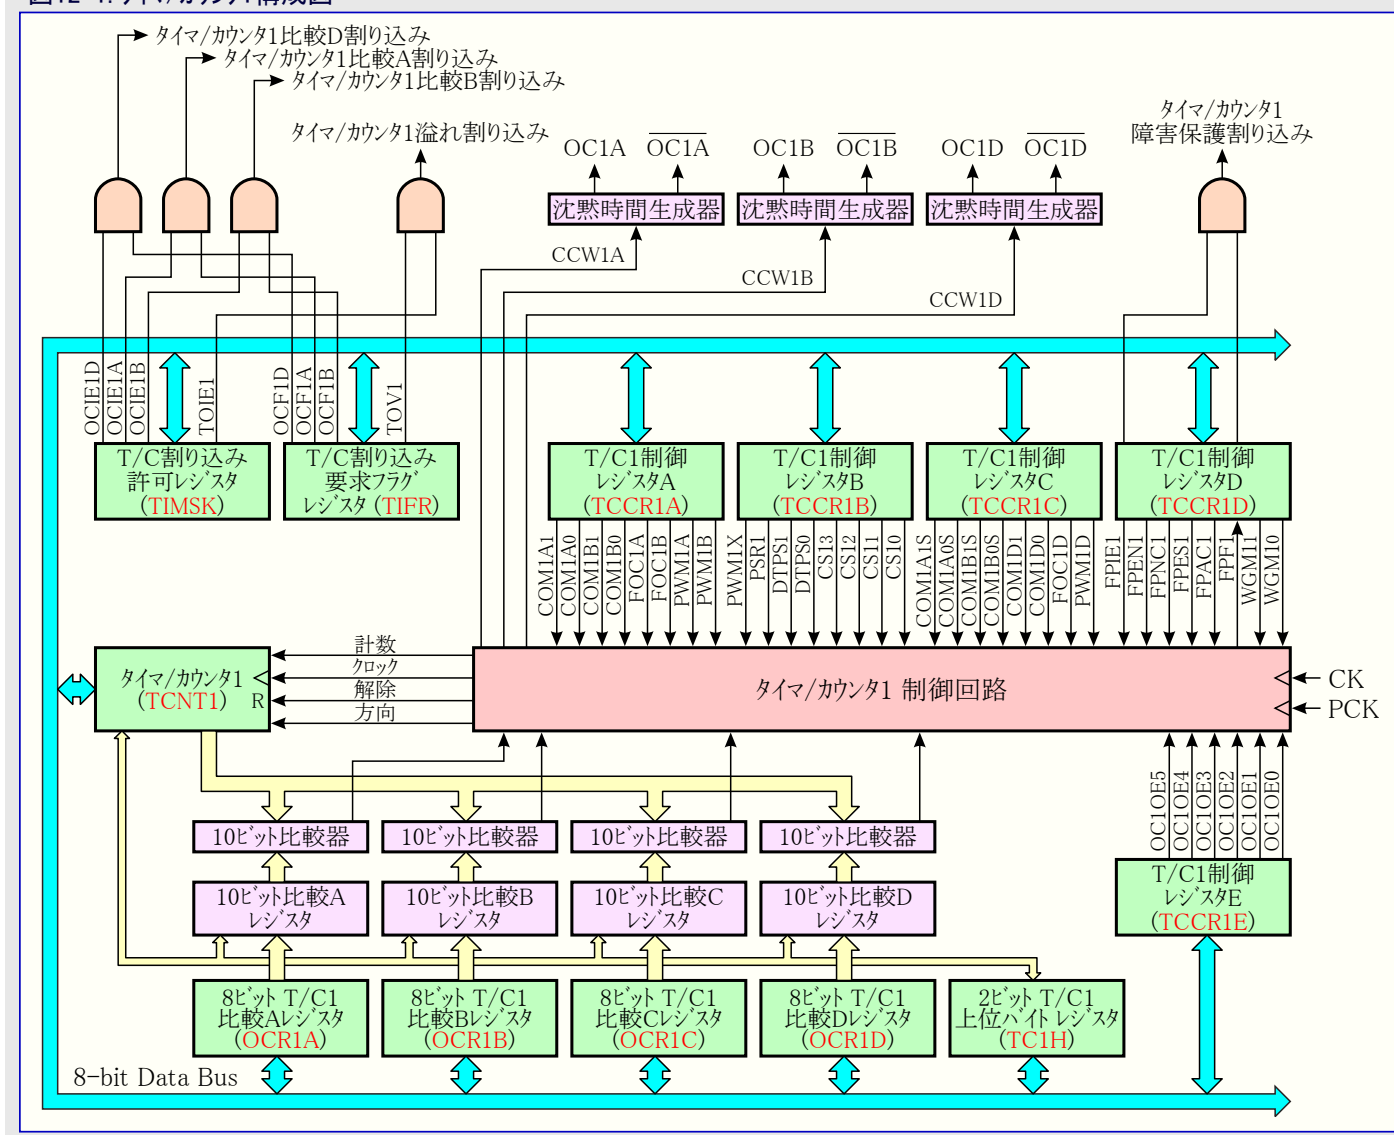 図12-1. タイマ/カウンタ1構成図
タイマ/カウンタ1比較D割り込み
タイマ/カウンタ1比較A割り込み
タイマ/カウンタ1比較B割り込み
タイマ/カウンタ1溢れ割り込み
OC1A
OC1A
OC1B
OC1B
OC1D
OC1D
タイマ/カウンタ1
障害保護割り込み
沈黙時間生成器
沈黙時間生成器
沈黙時間生成器
CCW1A
CCW1B
CCW1D
OCIE1D
OCIE1A
OCIE1B
TOIE1
OCF1D
OCF1A
OCF1B
TOV1
T/C割り込み
許可レジスタ
(TIMSK)
T/C割り込み
要求フラグ
レジスタ (TIFR)
T/C1制御
レジスタA
(TCCR1A)
T/C1制御
レジスタB
(TCCR1B)
T/C1制御
レジスタC
(TCCR1C)
T/C1制御
レジスタD
(TCCR1D)
COM1A1
COM1A0
COM1B1
COM1B0
FOC1A
FOC1B
PWM1A
PWM1B
PWM1X
PSR1
DTPS1
DTPS0
CS13
CS12
CS11
CS10
COM1A1S
COM1A0S
COM1B1S
COM1B0S
COM1D1
COM1D0
FOC1D
PWM1D
FPIE1
FPEN1
FPNC1
FPES1
FPAC1
FPF1
WGM11
WGM10
タイマ/カウンタ1
(TCNT1)
R
計数
クロック
解除
方向
タイマ/カウンタ1 制御回路
CK
PCK
10ビット比較器
10ビット比較器
10ビット比較器
10ビット比較器
10ビット比較A
レジスタ
10ビット比較B
レジスタ
10ビット比較C
レジスタ
10ビット比較D
レジスタ
OC1OE5
OC1OE4
OC1OE3
OC1OE2
OC1OE1
OC1OE0
T/C1制御
レジスタE
(TCCR1E)
8ビット T/C1
比較Aレジスタ
(OCR1A)
8ビット T/C1
比較Bレジスタ
(OCR1B)
8ビット T/C1
比較Cレジスタ
(OCR1C)
8ビット T/C1
比較Dレジスタ
(OCR1D)
2ビット T/C1
上位バイト レジスタ
(TC1H)
8-bit Data Bus